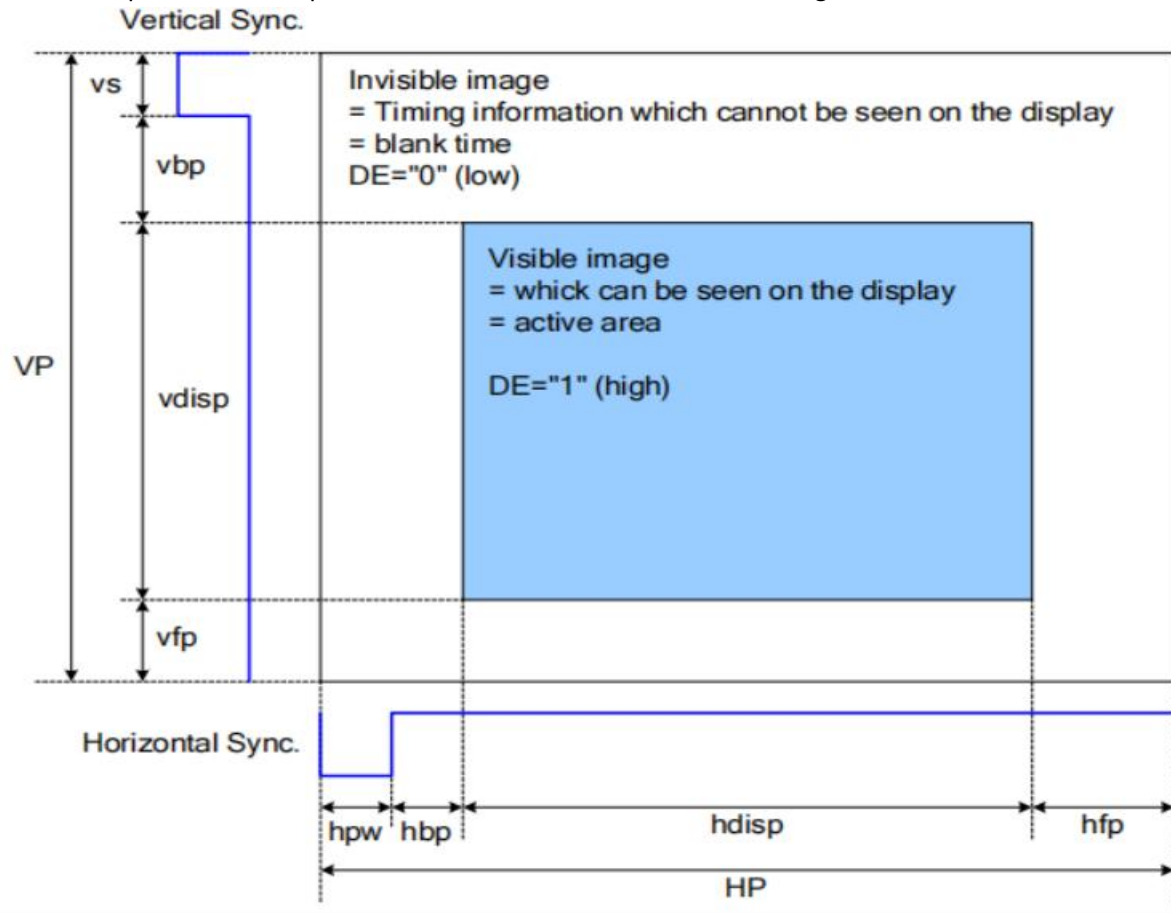 Vertical Sync.
vs
Invisible image
= Timing information which cannot be seen on the display
= blank time
DE="0" (low)
vbp
Visible image
= whick can be seen on the display
= active area
DE="1" (high)
VP
vdisp
vfp
Horizontal Sync.
hpw
hbp
hdisp
hfp
HP